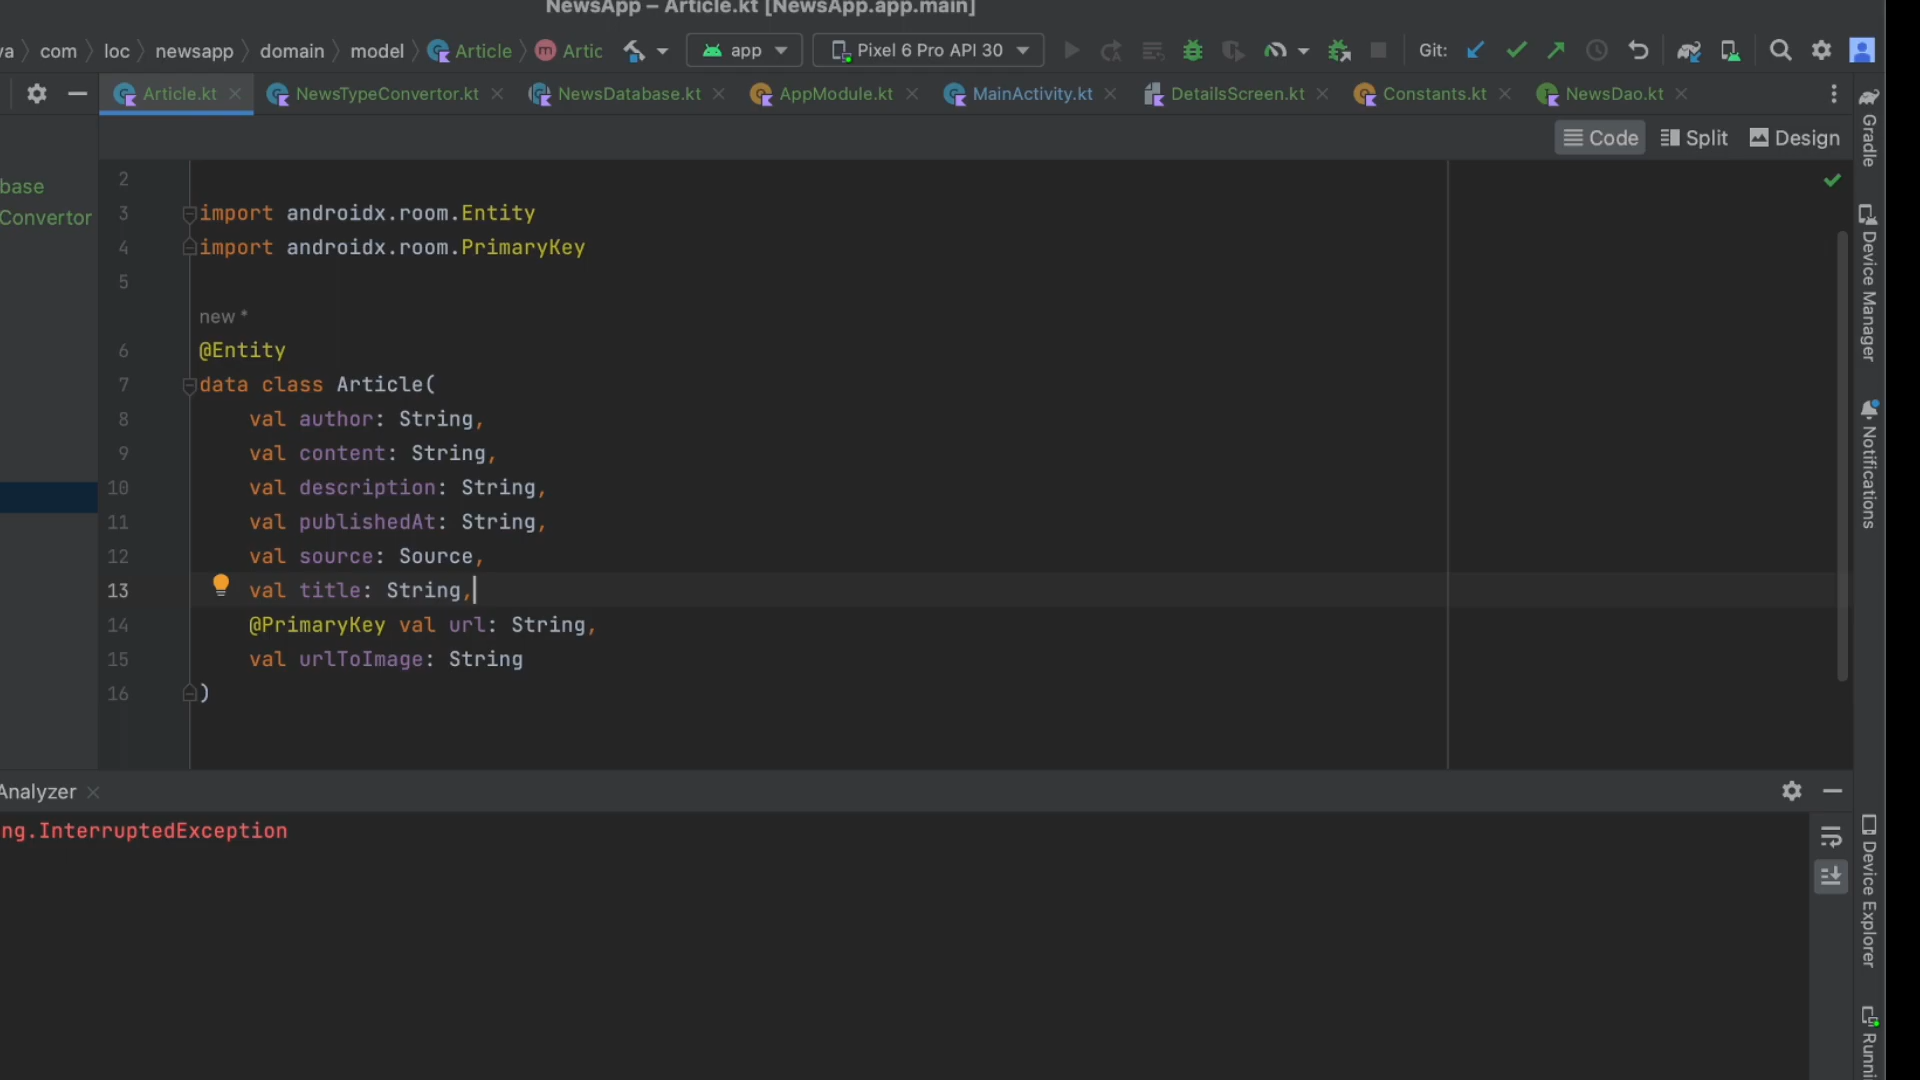 NewsApp – Article.kt [NewsApp.app.main]
va com loc newsapp domain model Article Artic app Pixel 6 Pro API 30 Git:
Article.kt NewsTypeConvertor.kt NewsDatabase.kt AppModule.kt MainActivity.kt DetailsScreen.kt Constants.kt NewsDao.kt
Code Split Design
base
Convertor
2
3 import androidx.room.Entity
4 import androidx.room.PrimaryKey
5
new *
6 @Entity
7 data class Article(
8 val author: String,
9 val content: String,
10 val description: String,
11 val publishedAt: String,
12 val source: Source,
13 val title: String,
14 @PrimaryKey val url: String,
15 val urlToImage: String
16 )
Analyzer
ng.InterruptedException
Gradle
Device Manager
Notifications
Device Explorer
Runni